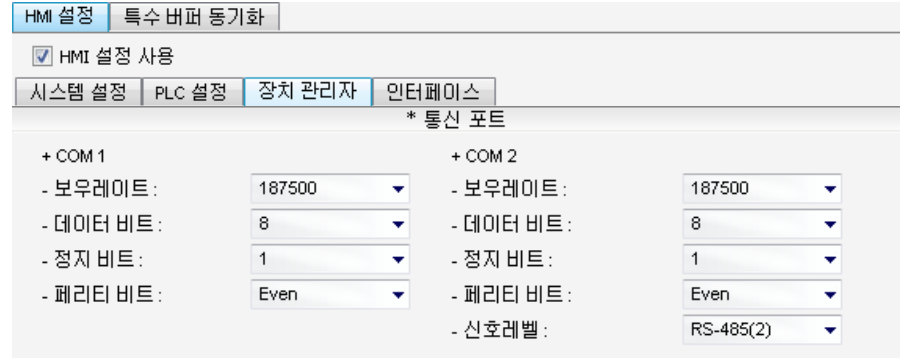 HMI 설정 특수 버퍼 동기화
HMI 설정 사용
시스템 설정 PLC 설정 장치 관리자 인터페이스
* 통신 포트
+ COM 1 + COM 2
- 보우레이트 : 187500 - 보우레이트 : 187500
- 데이터 비트 : 8 - 데이터 비트 : 8
- 정지 비트 : 1 - 정지 비트 : 1
- 페리티 비트 : Even - 페리티 비트 : Even
- 신호레벨 : RS-485(2)